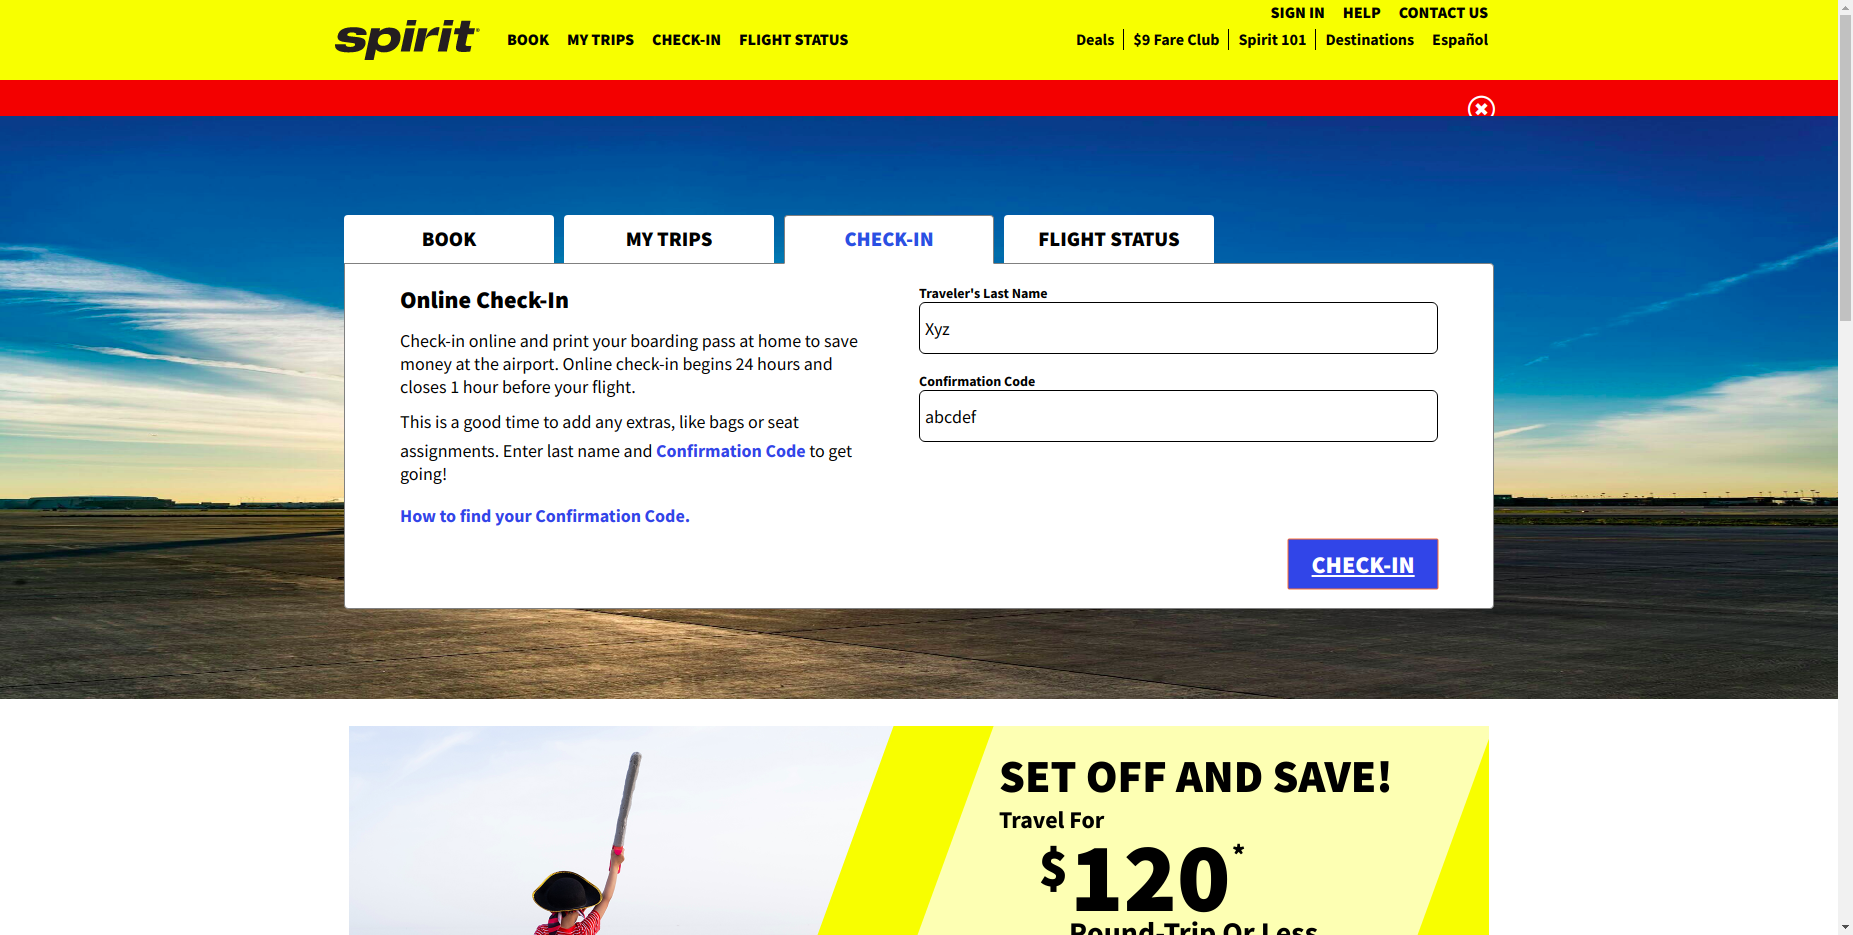 spirit
BOOK MY TRIPS CHECK-IN FLIGHT STATUS
SIGN IN HELP CONTACT US
Deals $9 Fare Club Spirit 101 Destinations Español
BOOK MY TRIPS CHECK-IN FLIGHT STATUS
Online Check-In
Check-in online and print your boarding pass at home to save
money at the airport. Online check-in begins 24 hours and
closes 1 hour before your flight.
This is a good time to add any extras, like bags or seat
assignments. Enter last name and Confirmation Code to get
going!
How to find your Confirmation Code.
Traveler's Last Name
Xyz
Confirmation Code
abcdef
CHECK-IN
SET OFF AND SAVE!
Travel For
$120*
Round-Trip Or Less